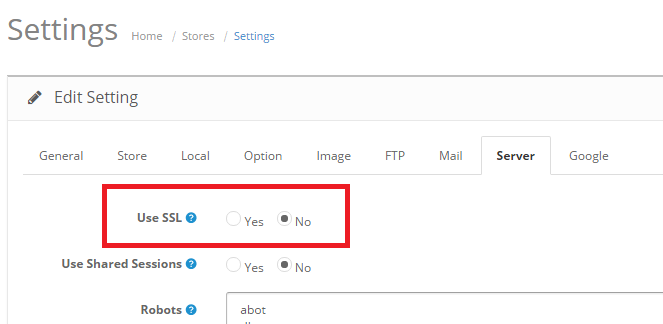 Settings Home / Stores / Settings
Edit Setting
General Store Local Option Image FTP Mail Server Google
Use SSL ? Yes No
Use Shared Sessions ? Yes No
Robots ? abot